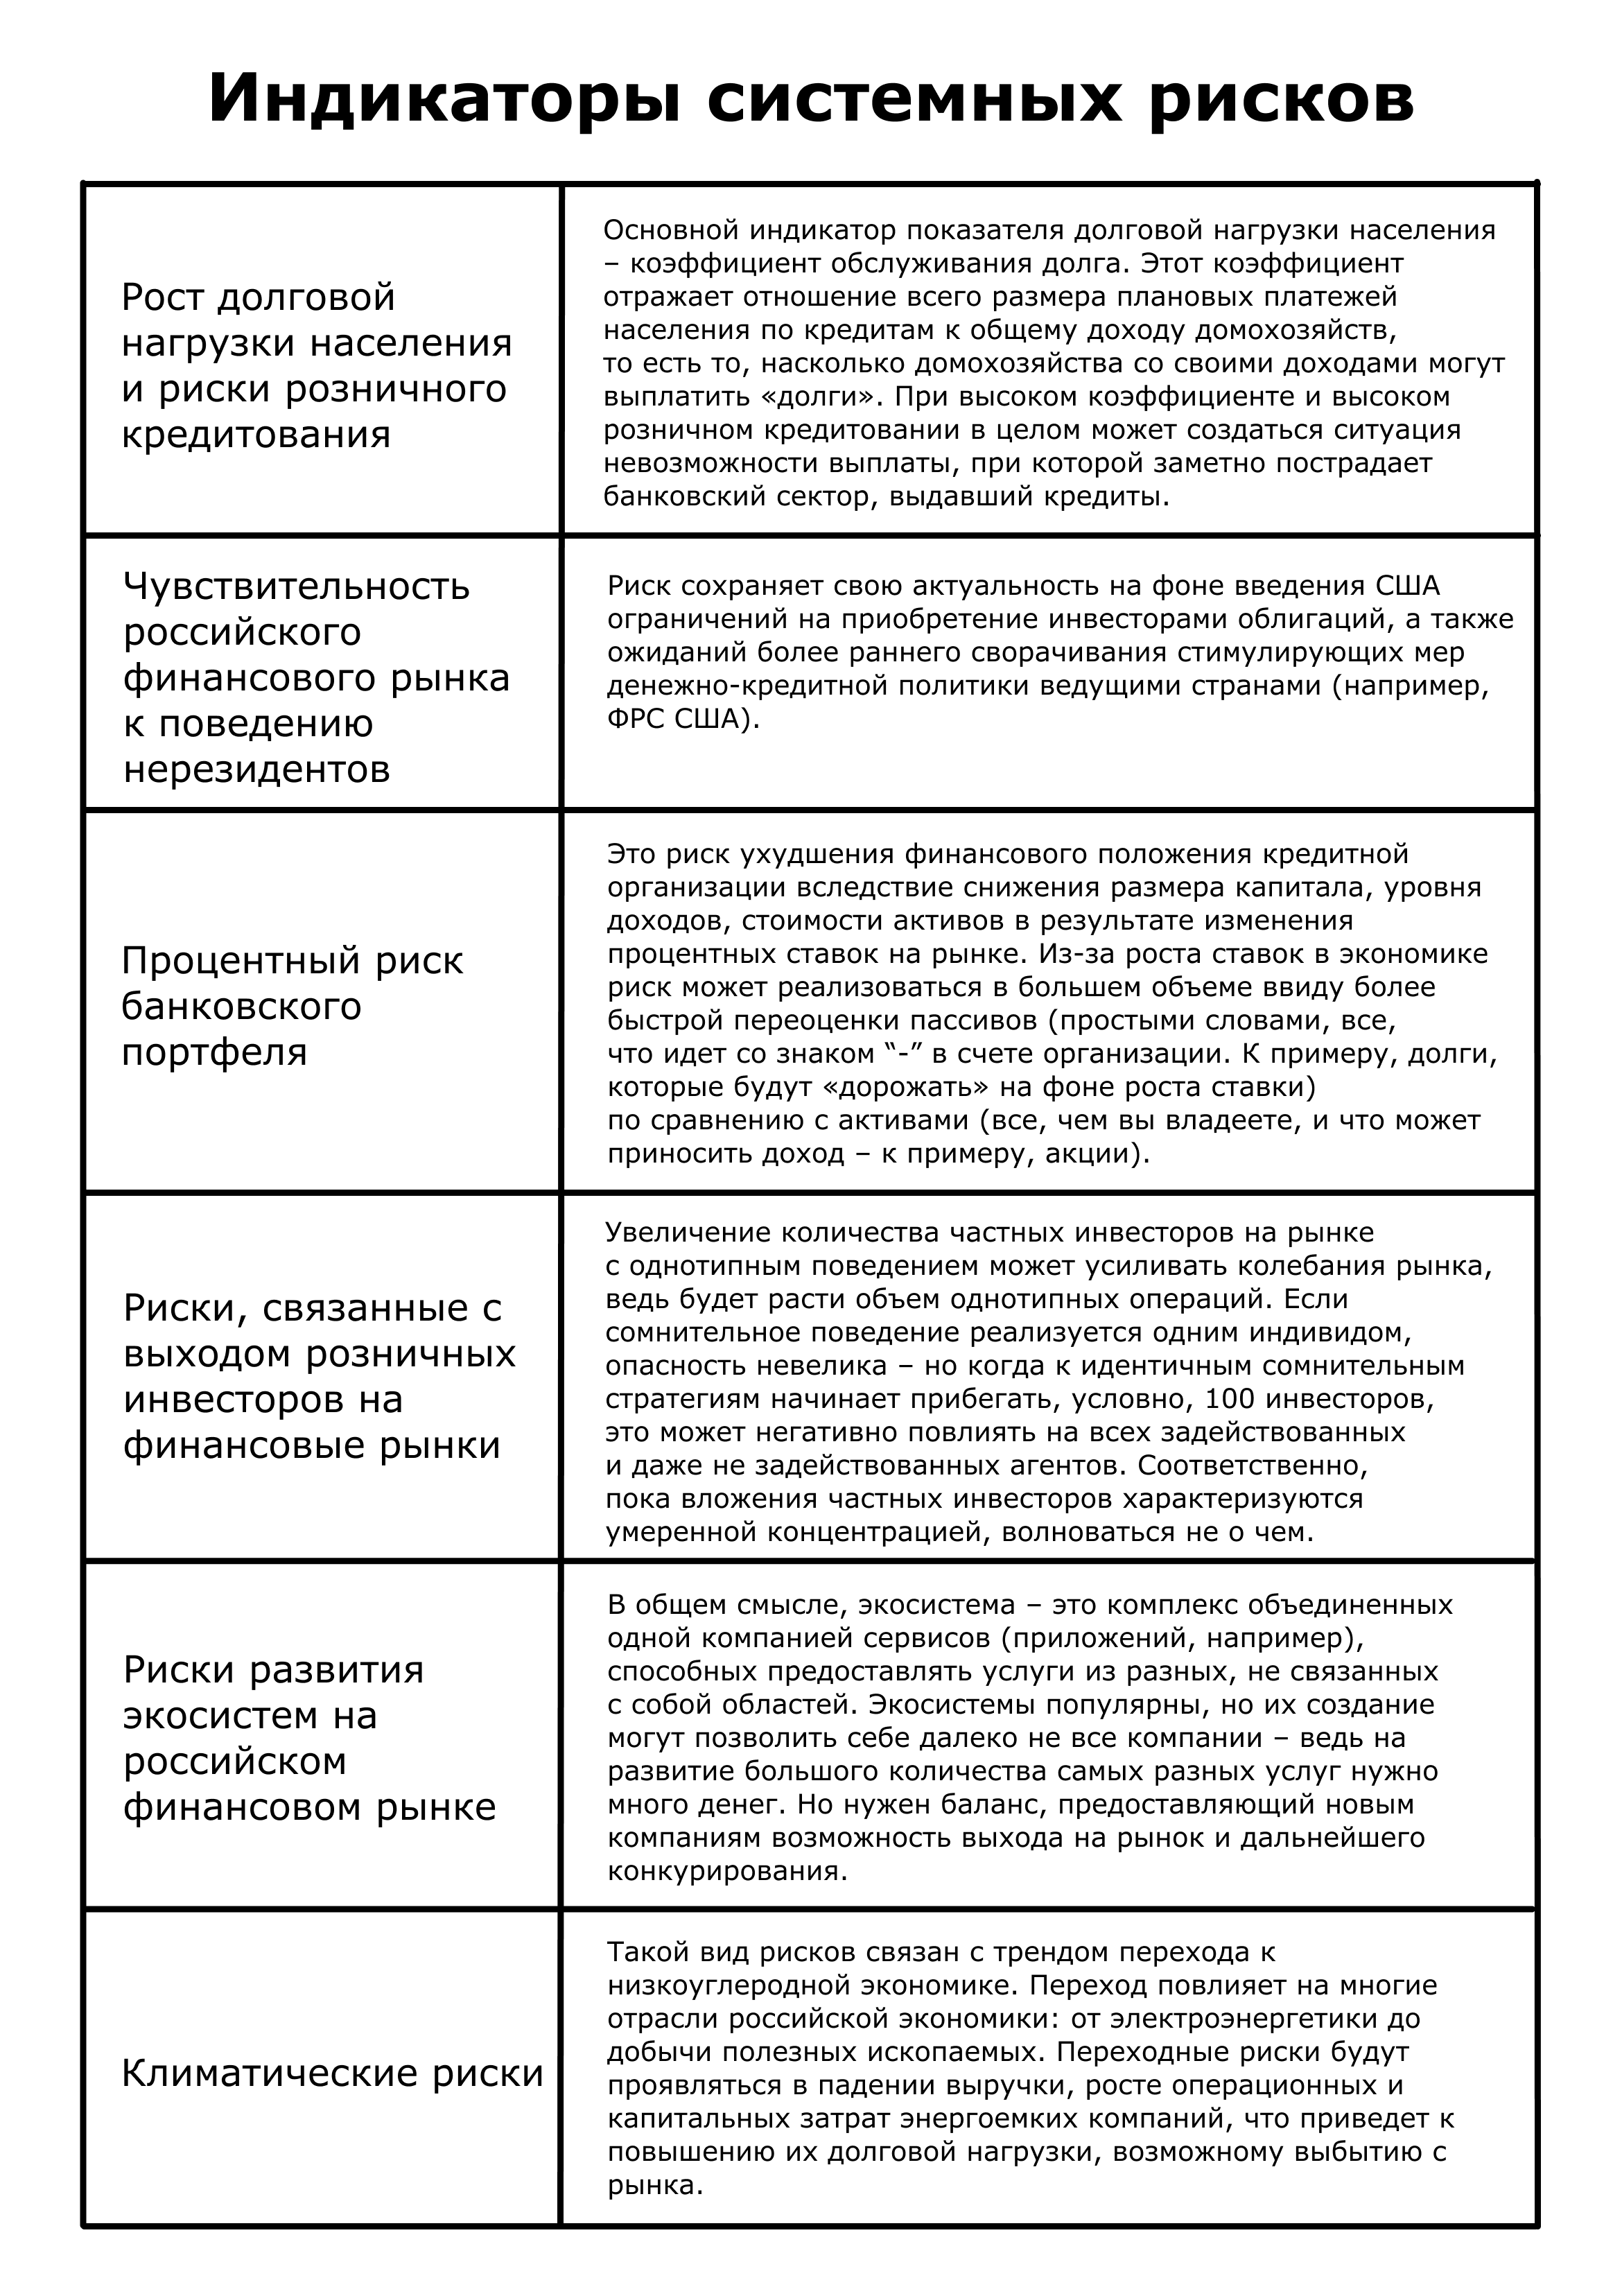 Индикаторы системных рисков
Рост долговой
нагрузки населения
и риски розничного
кредитования
Основной индикатор показателя долговой нагрузки населения
– коэффициент обслуживания долга. Этот коэффициент
отражает отношение всего размера плановых платежей
населения по кредитам к общему доходу домохозяйств,
то есть то, насколько домохозяйства со своими доходами могут
выплатить «долги». При высоком коэффициенте и высоком
розничном кредитовании в целом может создаться ситуация
невозможности выплаты, при которой заметно пострадает
банковский сектор, выдавший кредиты.
Чувствительность
российского
финансового рынка
к поведению
нерезидентов
Риск сохраняет свою актуальность на фоне введения США
ограничений на приобретение инвесторами облигаций, а также
ожиданий более раннего сворачивания стимулирующих мер
денежно-кредитной политики ведущими странами (например,
ФРС США).
Процентный риск
банковского
портфеля
Это риск ухудшения финансового положения кредитной
организации вследствие снижения размера капитала, уровня
доходов, стоимости активов в результате изменения
процентных ставок на рынке. Из-за роста ставок в экономике
риск может реализоваться в большем объеме ввиду более
быстрой переоценки пассивов (простыми словами, все,
что идет со знаком “-” в счете организации. К примеру, долги,
которые будут «дорожать» на фоне роста ставки)
по сравнению с активами (все, чем вы владеете, и что может
приносить доход – к примеру, акции).
Риски, связанные с
выходом розничных
инвесторов на
финансовые рынки
Увеличение количества частных инвесторов на рынке
с однотипным поведением может усиливать колебания рынка,
ведь будет расти объем однотипных операций. Если
сомнительное поведение реализуется одним индивидом,
опасность невелика – но когда к идентичным сомнительным
стратегиям начинает прибегать, условно, 100 инвесторов,
это может негативно повлиять на всех задействованных
и даже не задействованных агентов. Соответственно,
пока вложения частных инвесторов характеризуются
умеренной концентрацией, волноваться не о чем.
Риски развития
экосистем на
российском
финансовом рынке
В общем смысле, экосистема – это комплекс объединенных
одной компанией сервисов (приложений, например),
способных предоставлять услуги из разных, не связанных
с собой областей. Экосистемы популярны, но их создание
могут позволить себе далеко не все компании – ведь на
развитие большого количества самых разных услуг нужно
много денег. Но нужен баланс, предоставляющий новым
компаниям возможность выхода на рынок и дальнейшего
конкурирования.
Климатические риски
Такой вид рисков связан с трендом перехода к
низкоуглеродной экономике. Переход повлияет на многие
отрасли российской экономики: от электроэнергетики до
добычи полезных ископаемых. Переходные риски будут
проявляться в падении выручки, росте операционных и
капитальных затрат энергоемких компаний, что приведет к
повышению их долговой нагрузки, возможному выбытию с
рынка.